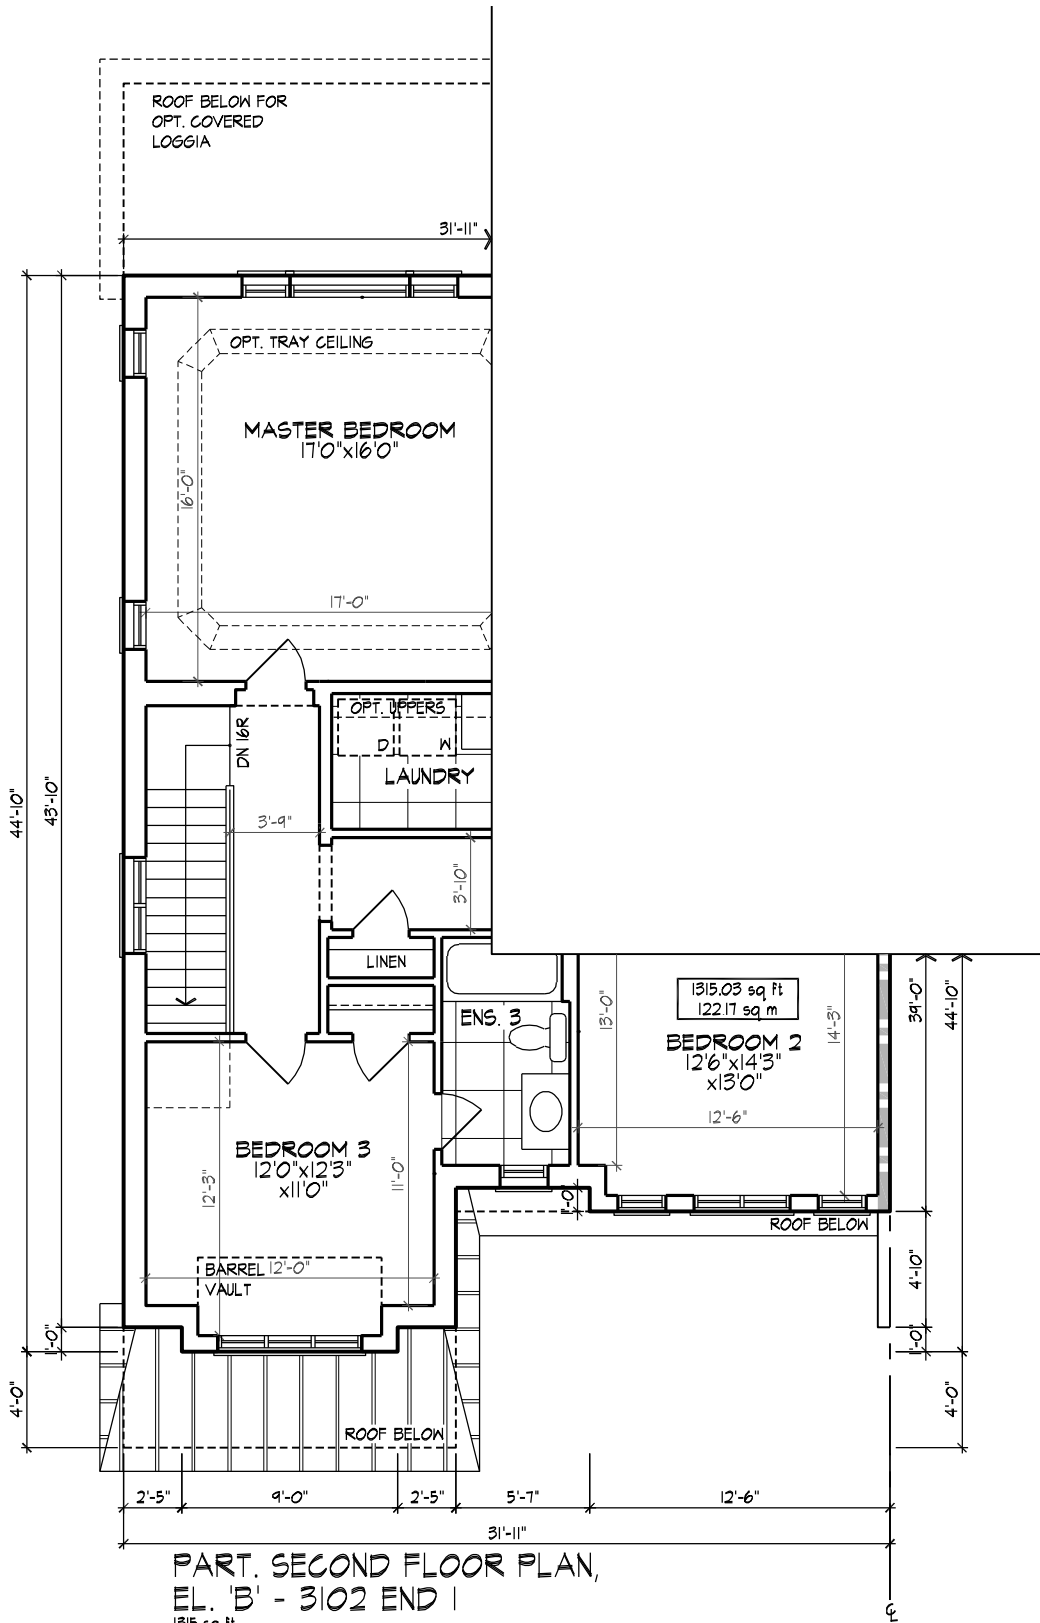 ROOF BELOW FOR
OPT. COVERED
LOGGIA
31'-11"
OPT. TRAY CEILING
MASTER BEDROOM
17'0"x16'0"
16'-0"
17'-0"
OPT. UPPERS
DN 16R
D W
LAUNDRY
44'-10"
43'-10"
3'-9"
3'-10"
LINEN
ENS. 3
1315.03 sq ft
122.17 sq m
13'-0"
14'-3"
39'-0"
44'-10"
BEDROOM 2
12'6"x14'3"
x13'0"
12'-6"
BEDROOM 3
12'0"x12'3"
x11'0"
12'-3"
11'-0"
1'-0"
ROOF BELOW
BARREL
VAULT
12'-0"
4'-10"
1'-0"
1'-0"
4'-0"
4'-0"
ROOF BELOW
2'-5" 9'-0" 2'-5" 5'-7" 12'-6"
31'-11"
PART. SECOND FLOOR PLAN,
EL. 'B' - 3102 END 1
1315 sq ft
℄